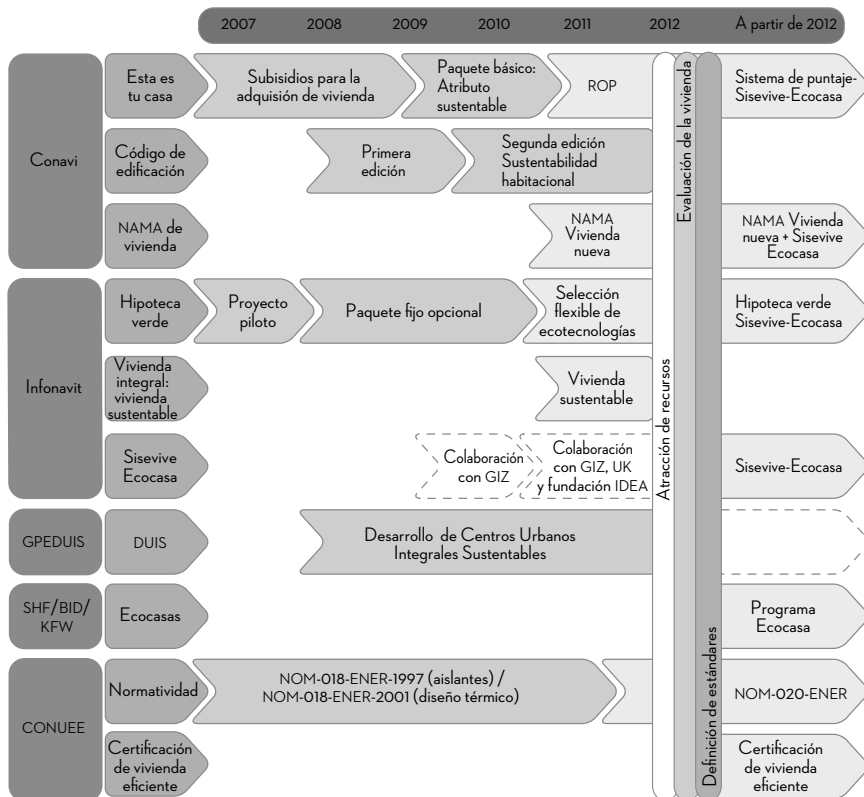 2007 2008 2009 2010 2011 2012 A partir de 2012
Conavi
Esta es
tu casa
Subsidios para la
adquisión de vivienda
Paquete básico:
Atributo
sustentable
ROP
Sistema de puntaje-
Sisevive-Ecocasa
Código de
edificación
Primera
edición
Segunda edición
Sustentabilidad
habitacional
NAMA de
vivienda
NAMA
Vivienda
nueva
NAMA Vivienda
nueva + Sisevive
Ecocasa
Infonavit
Hipoteca
verde
Proyecto
piloto
Paquete fijo opcional
Selección
flexible de
ecotecnologías
Hipoteca verde
Sisevive-Ecocasa
Vivienda
integral:
vivienda
sustentable
Vivienda
sustentable
Sisevive
Ecocasa
Colaboración
con GIZ
Colaboración
con GIZ, UK
y fundación IDEA
Sisevive-Ecocasa
GPEDUIS
DUIS
Desarrollo de Centros Urbanos
Integrales Sustentables
SHF/BID/
KFW
Ecocasas
Programa
Ecocasa
CONUEE
Normatividad
NOM-018-ENER-1997 (aislantes) /
NOM-018-ENER-2001 (diseño térmico)
NOM-020-ENER
Certificación
de vivienda
eficiente
Certificación
de vivienda
eficiente
Atracción de recursos
Evaluación de la vivienda
Definición de estándares